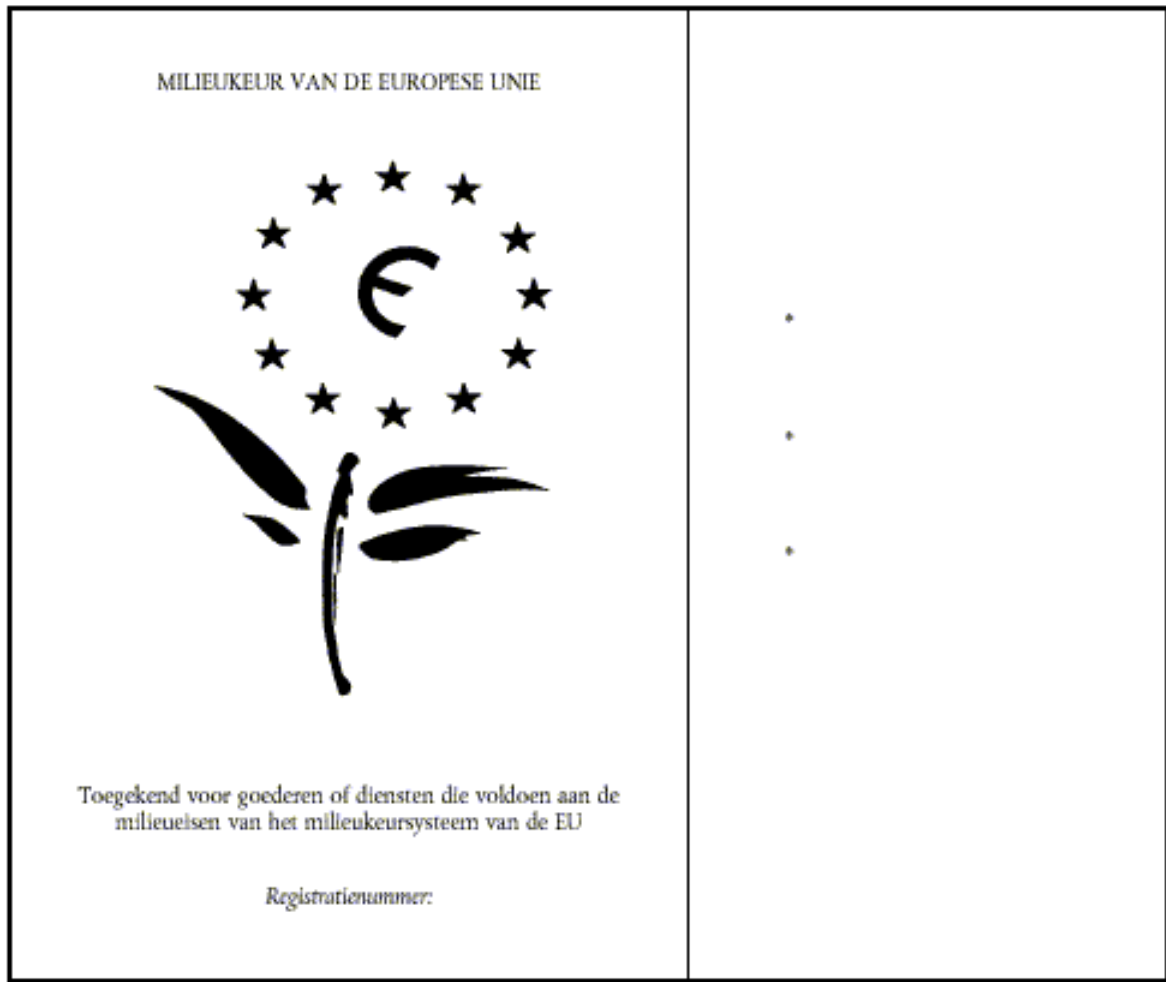 MILIEUKEUR VAN DE EUROPESE UNIE
Toegekend voor goederen of diensten die voldoen aan de
milieueisen van het milieukeursysteem van de EU
Registratienummer: